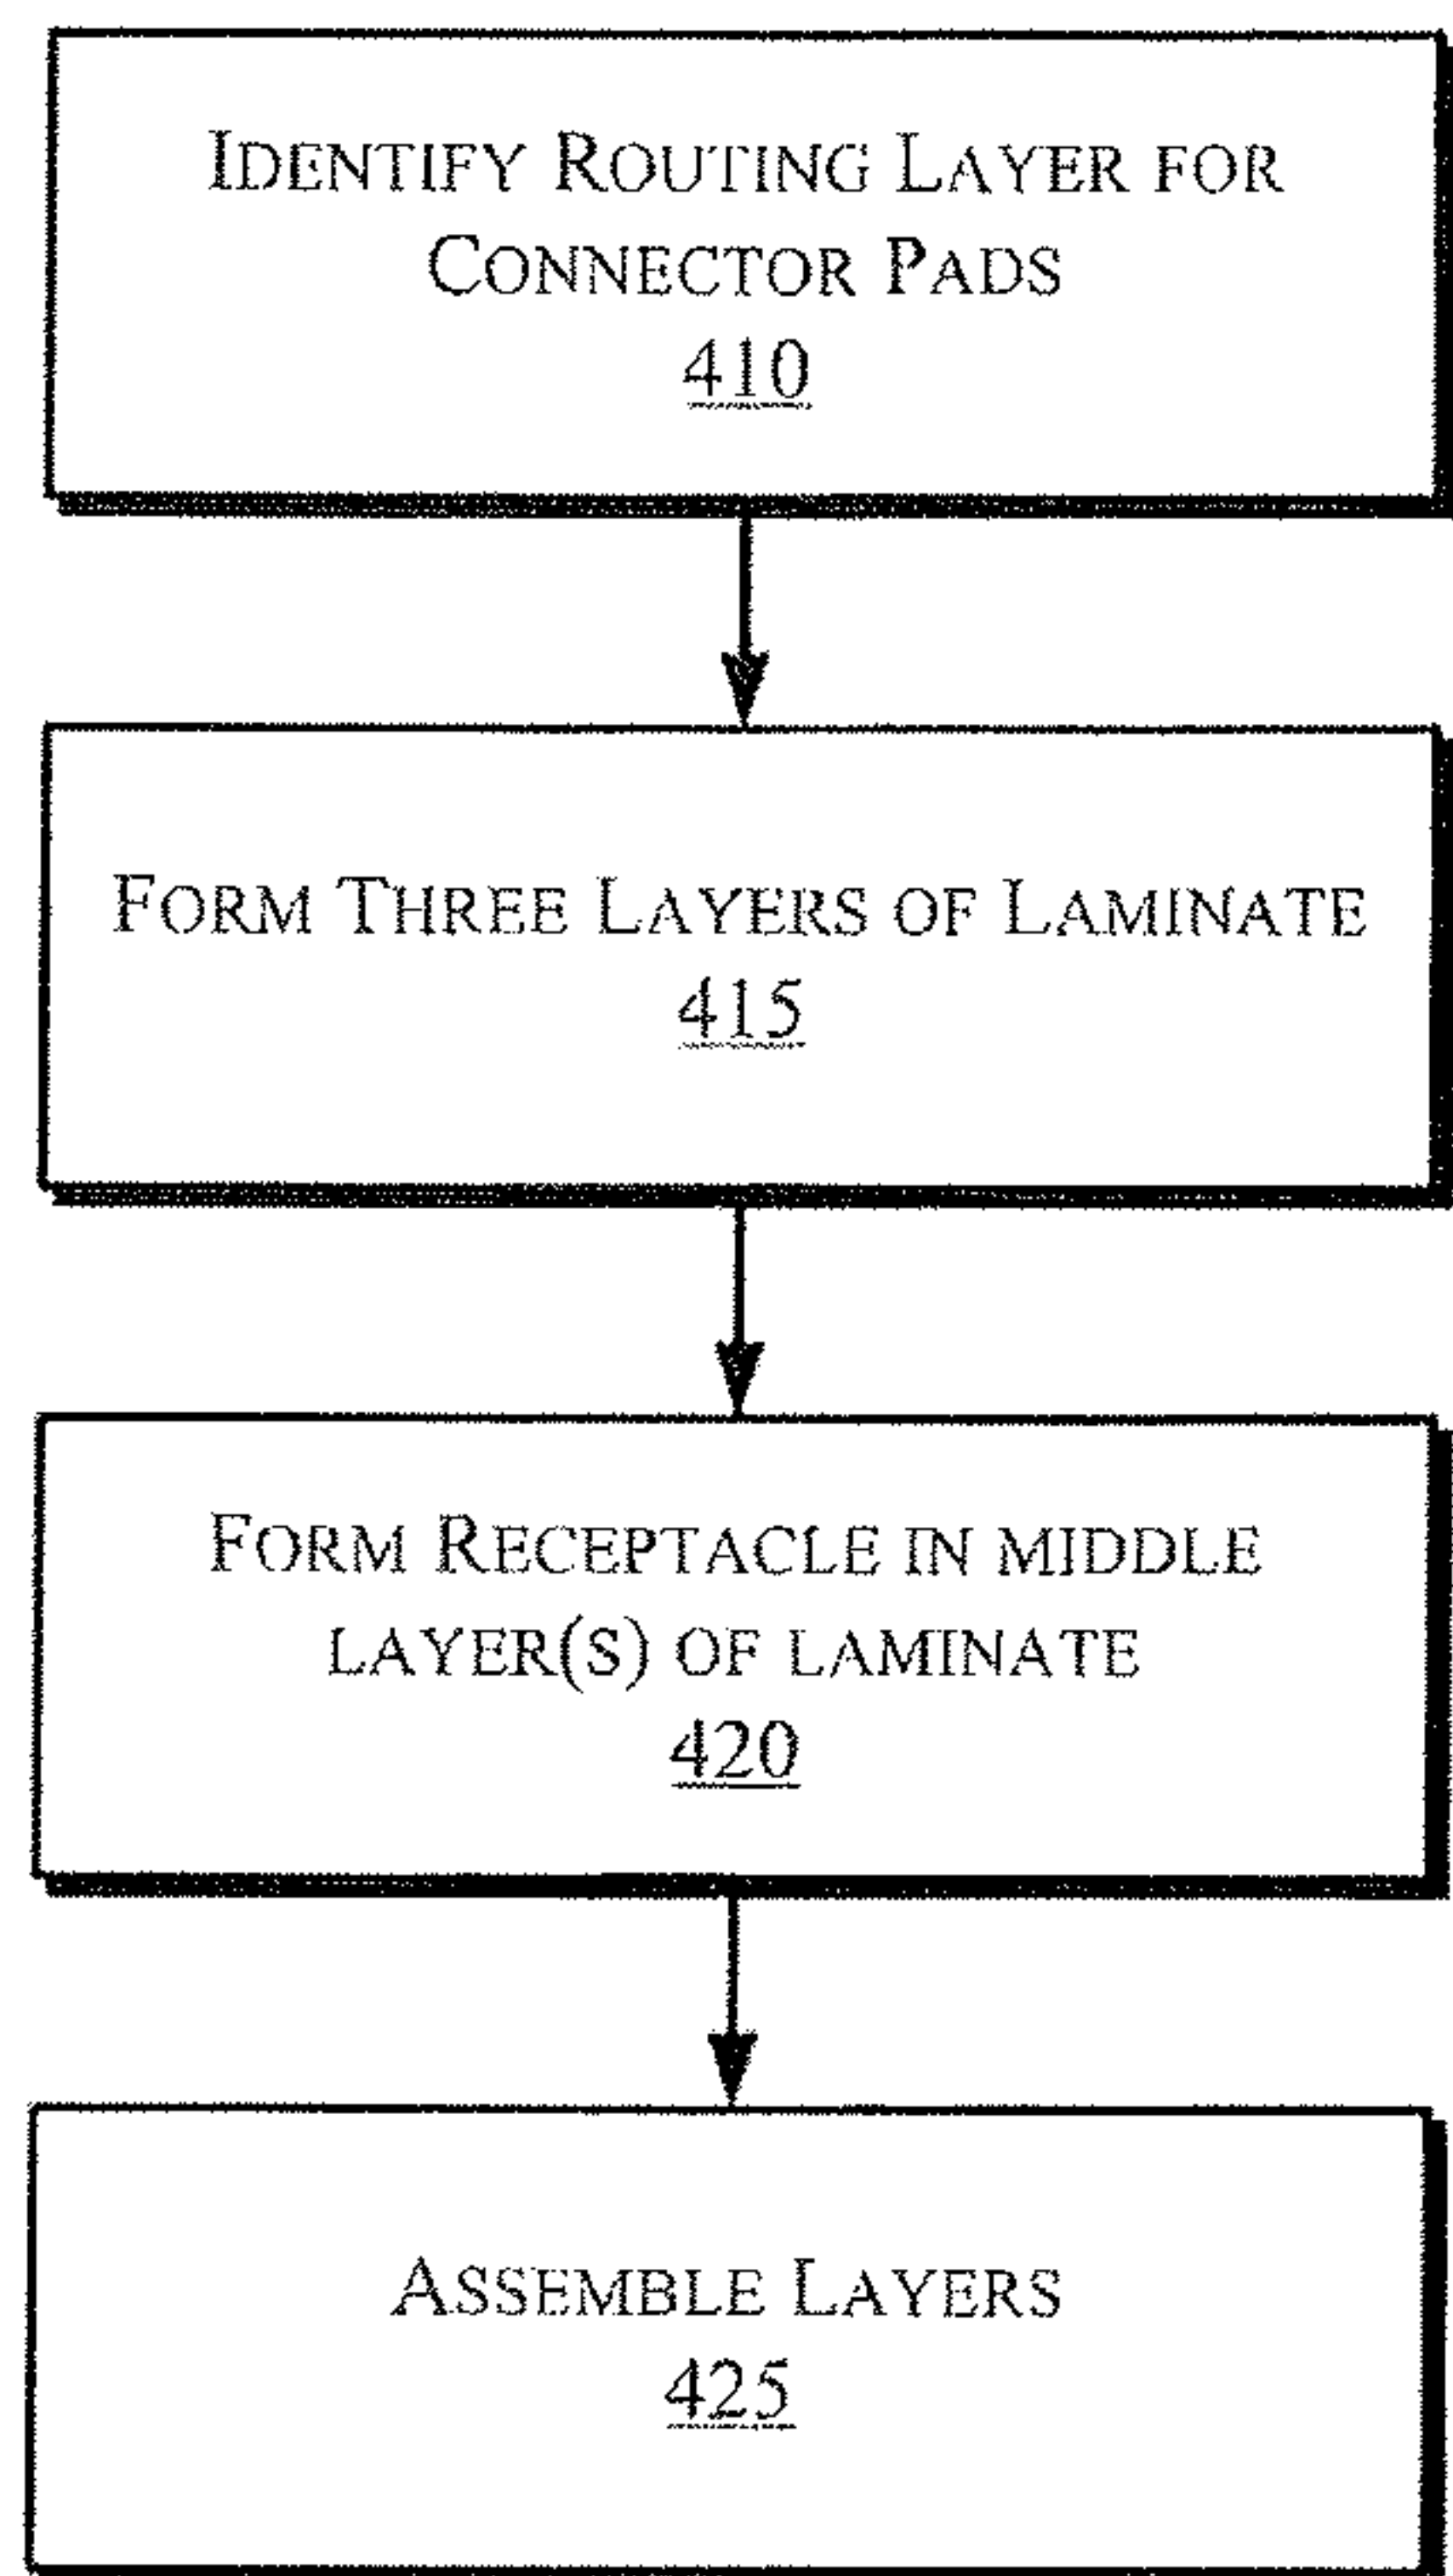 IDENTIFY ROUTING LAYER FOR
CONNECTOR PADS
410
FORM THREE LAYERS OF LAMINATE
415
FORM RECEPTACLE IN MIDDLE
LAYER(S) OF LAMINATE
420
ASSEMBLE LAYERS
425